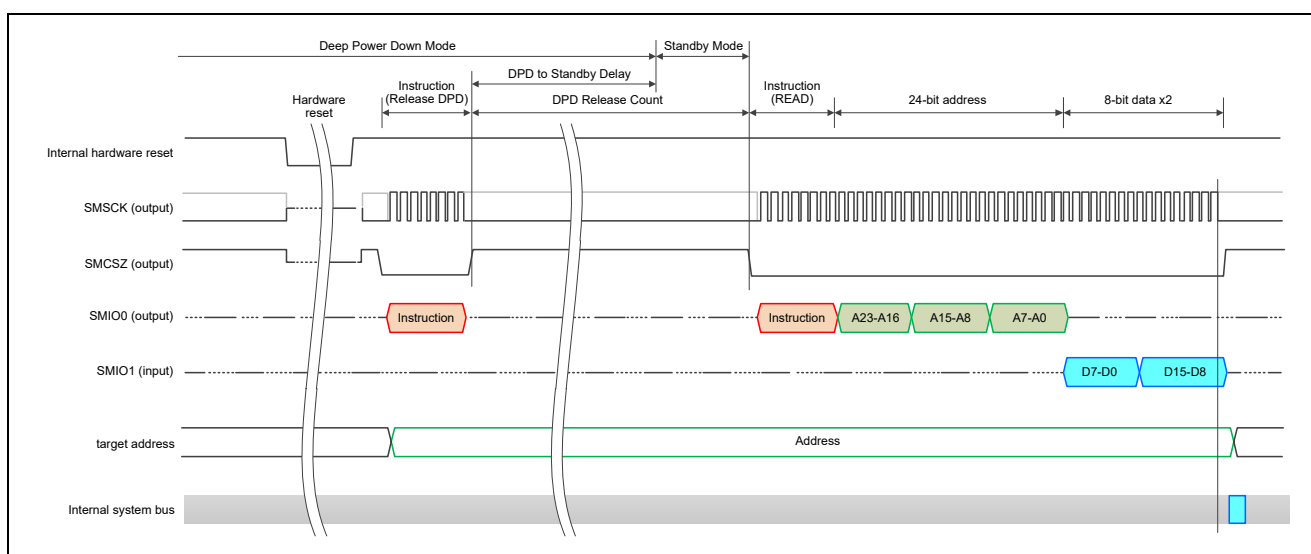 Deep Power Down Mode
Standby Mode
DPD to Standby Delay
Instruction
(Release DPD)
Instruction
(READ)
Hardware
reset
DPD Release Count
24-bit address
8-bit data x2
Internal hardware reset
SMSCK (output)
SMCSZ (output)
SMIO0 (output)
Instruction
Instruction
A23-A16
A15-A8
A7-A0
SMIO1 (input)
D7-D0
D15-D8
target address
Address
Internal system bus